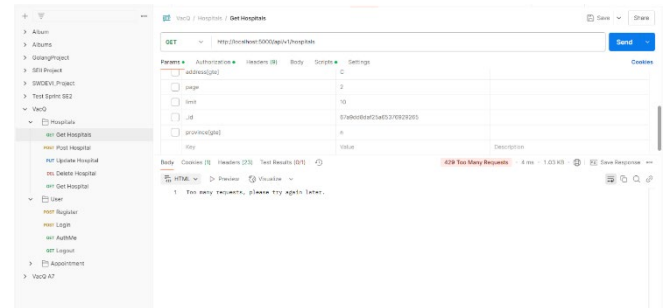 VacQ / Hospitals / Get Hospitals
Save
Share
Album
Albums
GolangProject
SDI Project
SWDEVI_Project
Test Sprint SE2
VacQ
Hospitals
GET Get Hospitals
POST Post Hospital
PUT Update Hospital
DEL Delete Hospital
GET Get Hospital
User
POST Register
POST Login
GET AuthMe
GET Logout
Appointment
VacQ A7
GET
http://localhost:5000/api/v1/hospitals
Send
Params Authorization Headers (9) Body Scripts Settings
Cookies
address[gte] C
page 2
limit 10
_id
province[gte]
Key Value Description
Body Cookies (1) Headers (23) Test Results (0/1)
429 Too Many Requests 4 ms 1.03 KB Save Response
HTML Preview Visualize
1 Too many requests, please try again later.